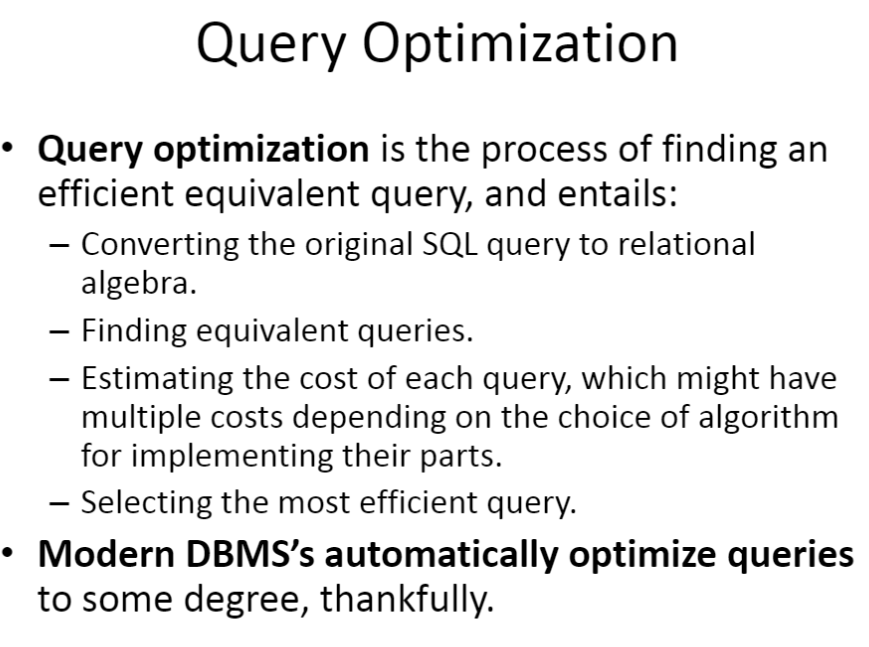 Query Optimization
• Query optimization is the process of finding an
efficient equivalent query, and entails:
– Converting the original SQL query to relational
algebra.
– Finding equivalent queries.
– Estimating the cost of each query, which might have
multiple costs depending on the choice of algorithm
for implementing their parts.
– Selecting the most efficient query.
• Modern DBMS’s automatically optimize queries
to some degree, thankfully.